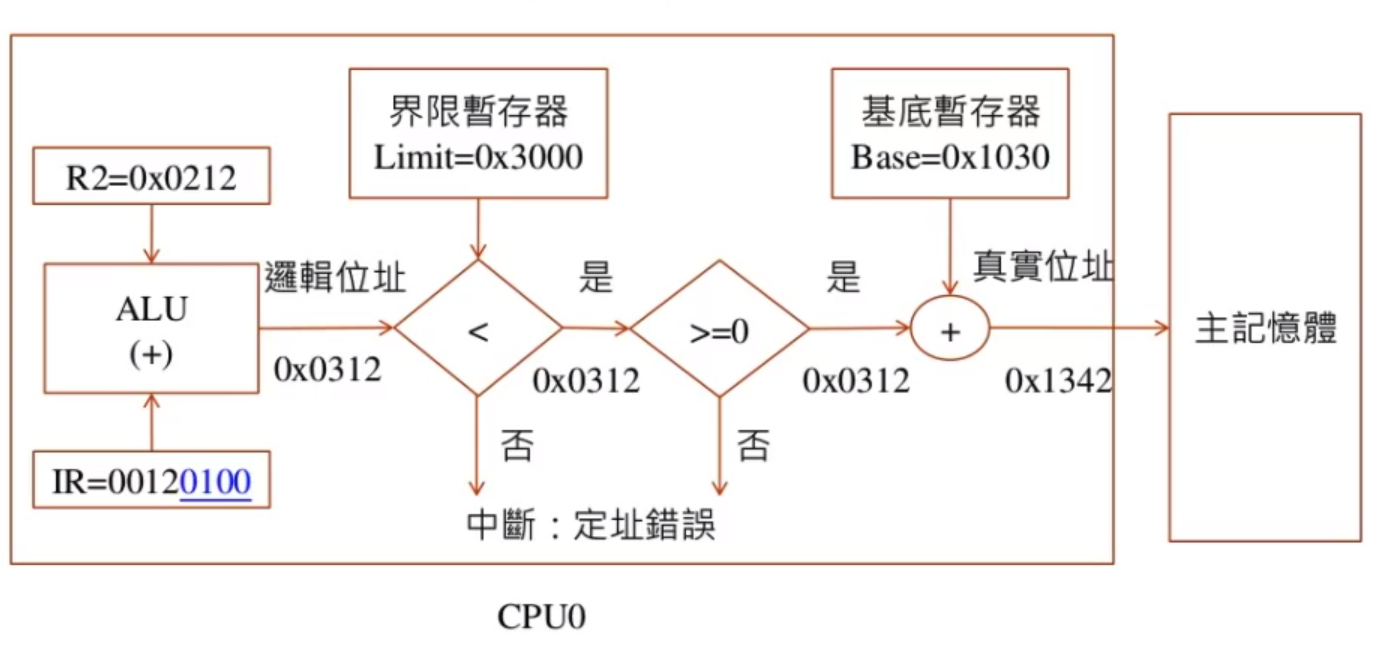 界限暫存器
Limit=0x3000
基底暫存器
Base=0x1030
R2=0x0212
ALU
(+)
邏輯位址
0x0312
<
是
0x0312
>=0
是
0x0312
+
真實位址
0x1342
主記憶體
IR=00120100
否
否
中斷：定址錯誤
CPU0